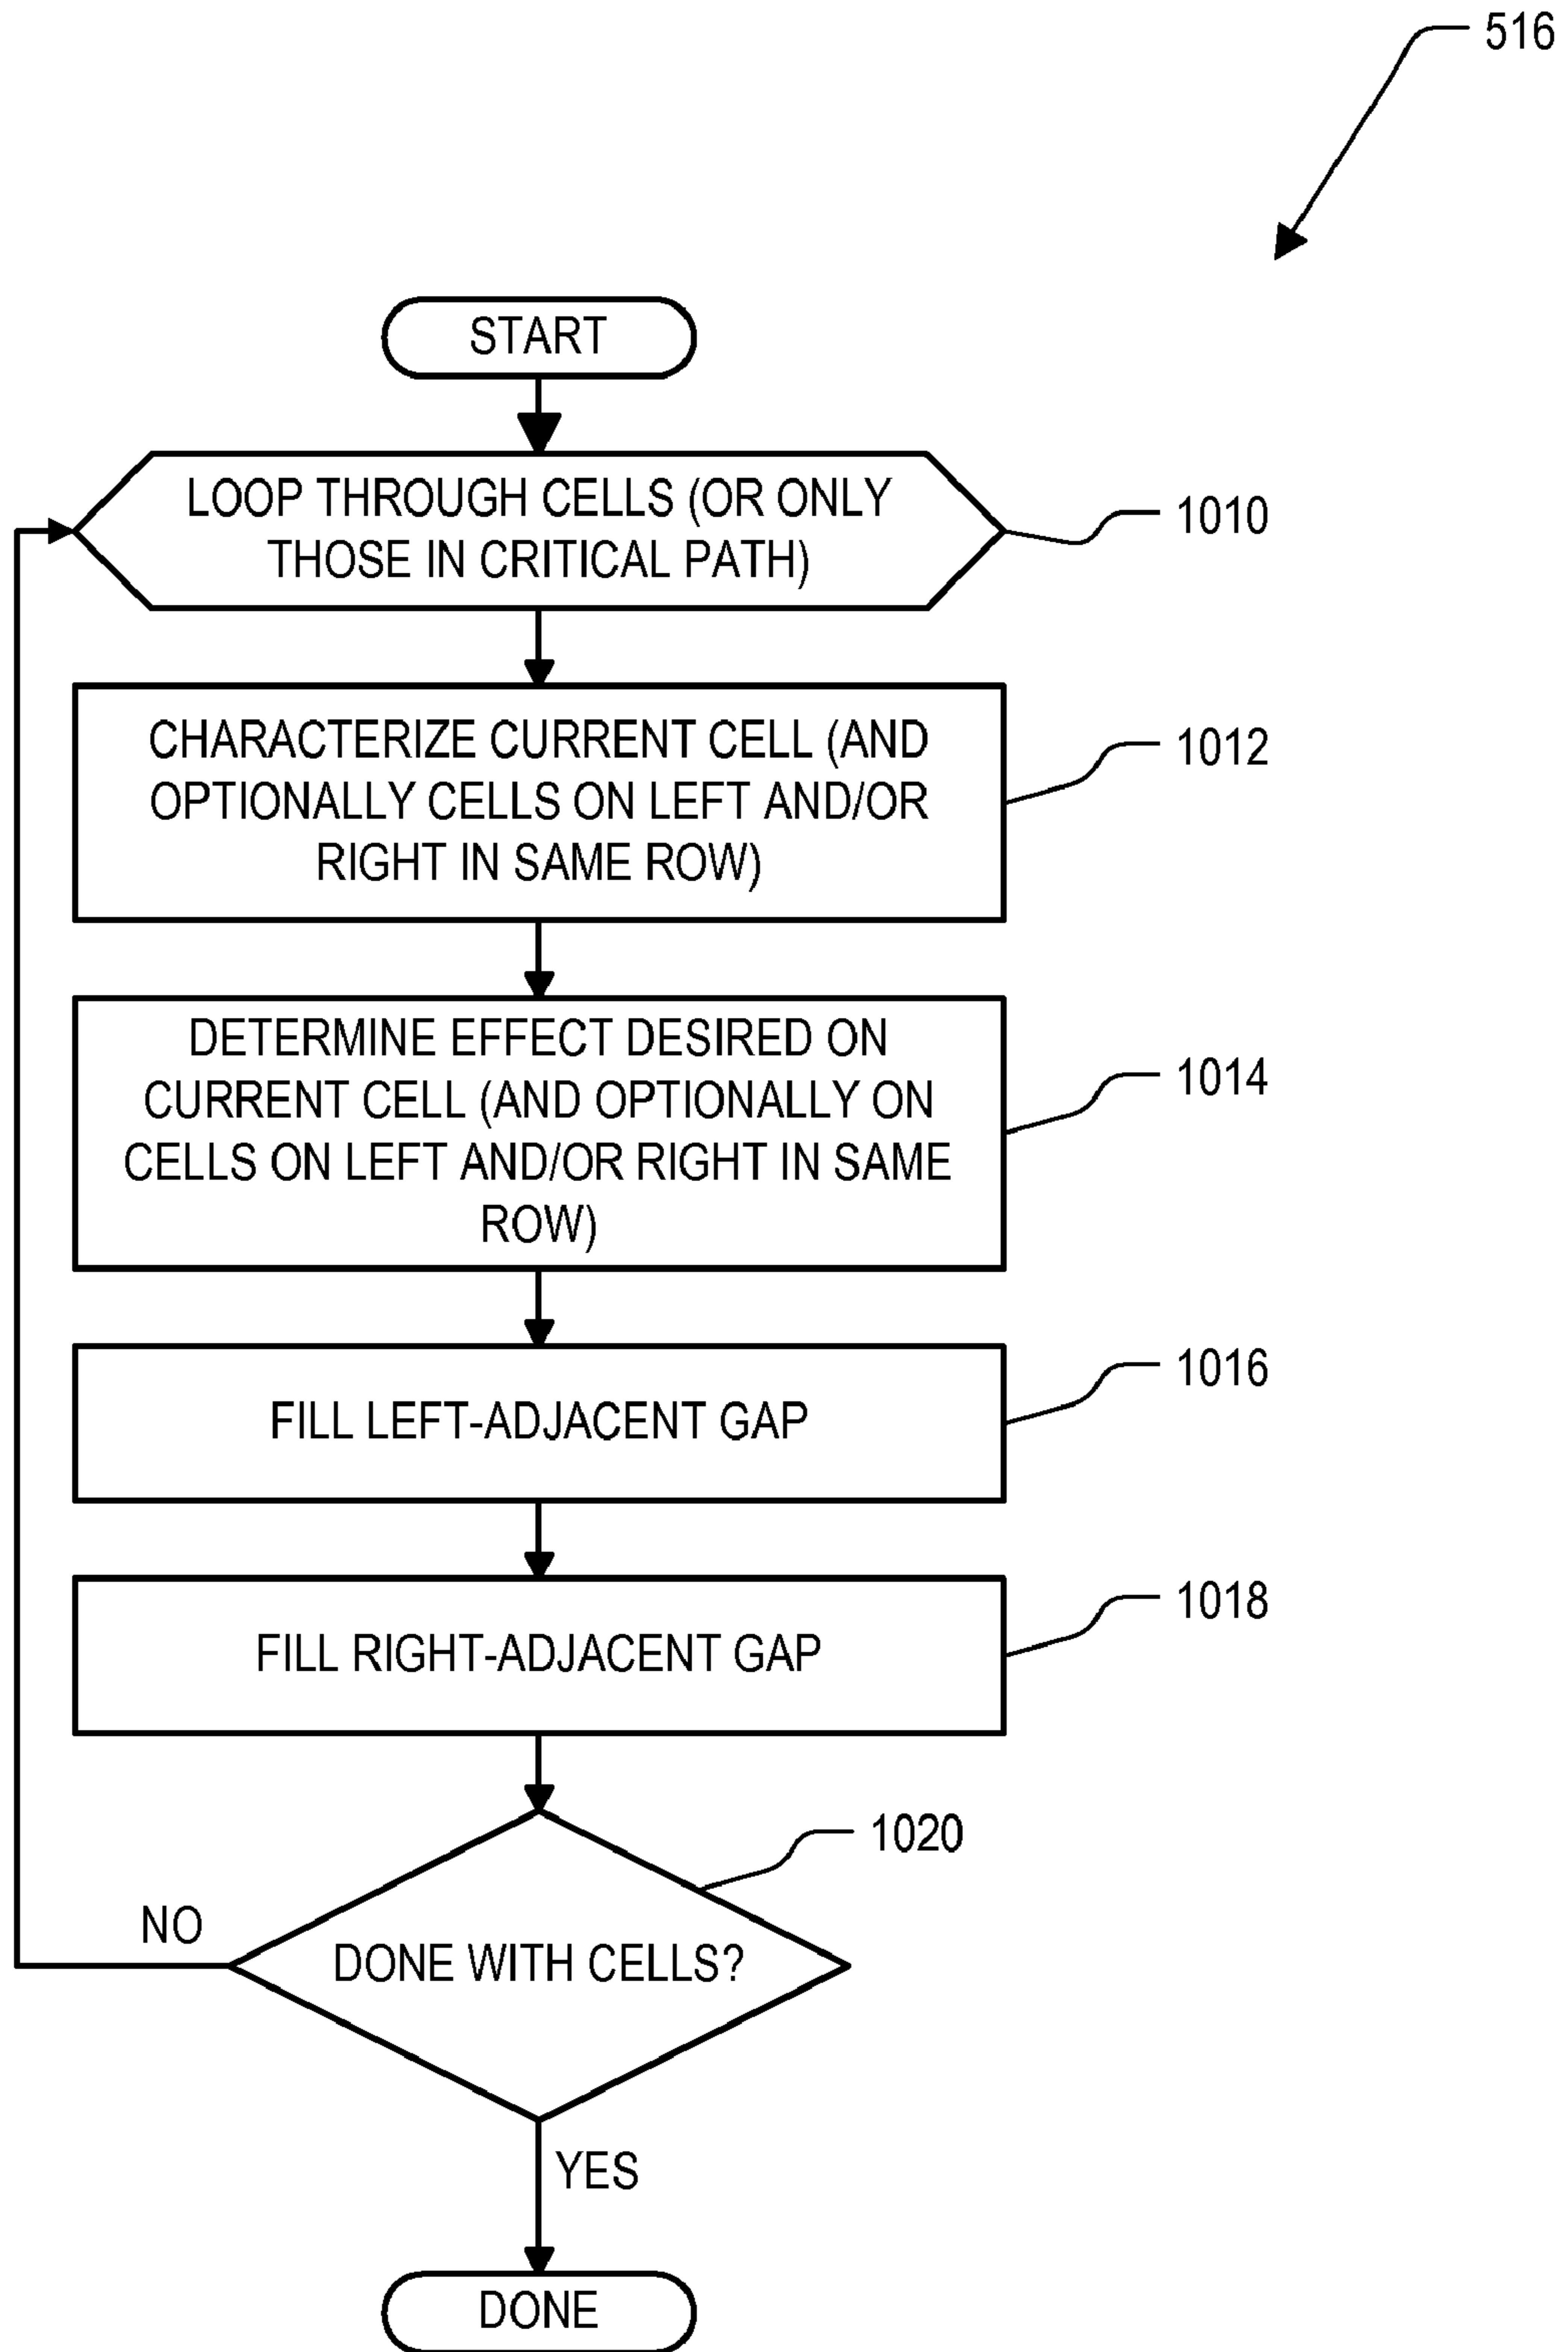 516
START
LOOP THROUGH CELLS (OR ONLY
THOSE IN CRITICAL PATH)
1010
CHARACTERIZE CURRENT CELL (AND
OPTIONALLY CELLS ON LEFT AND/OR
RIGHT IN SAME ROW)
1012
DETERMINE EFFECT DESIRED ON
CURRENT CELL (AND OPTIONALLY ON
CELLS ON LEFT AND/OR RIGHT IN SAME
ROW)
1014
FILL LEFT-ADJACENT GAP
1016
FILL RIGHT-ADJACENT GAP
1018
DONE WITH CELLS?
1020
NO
YES
DONE